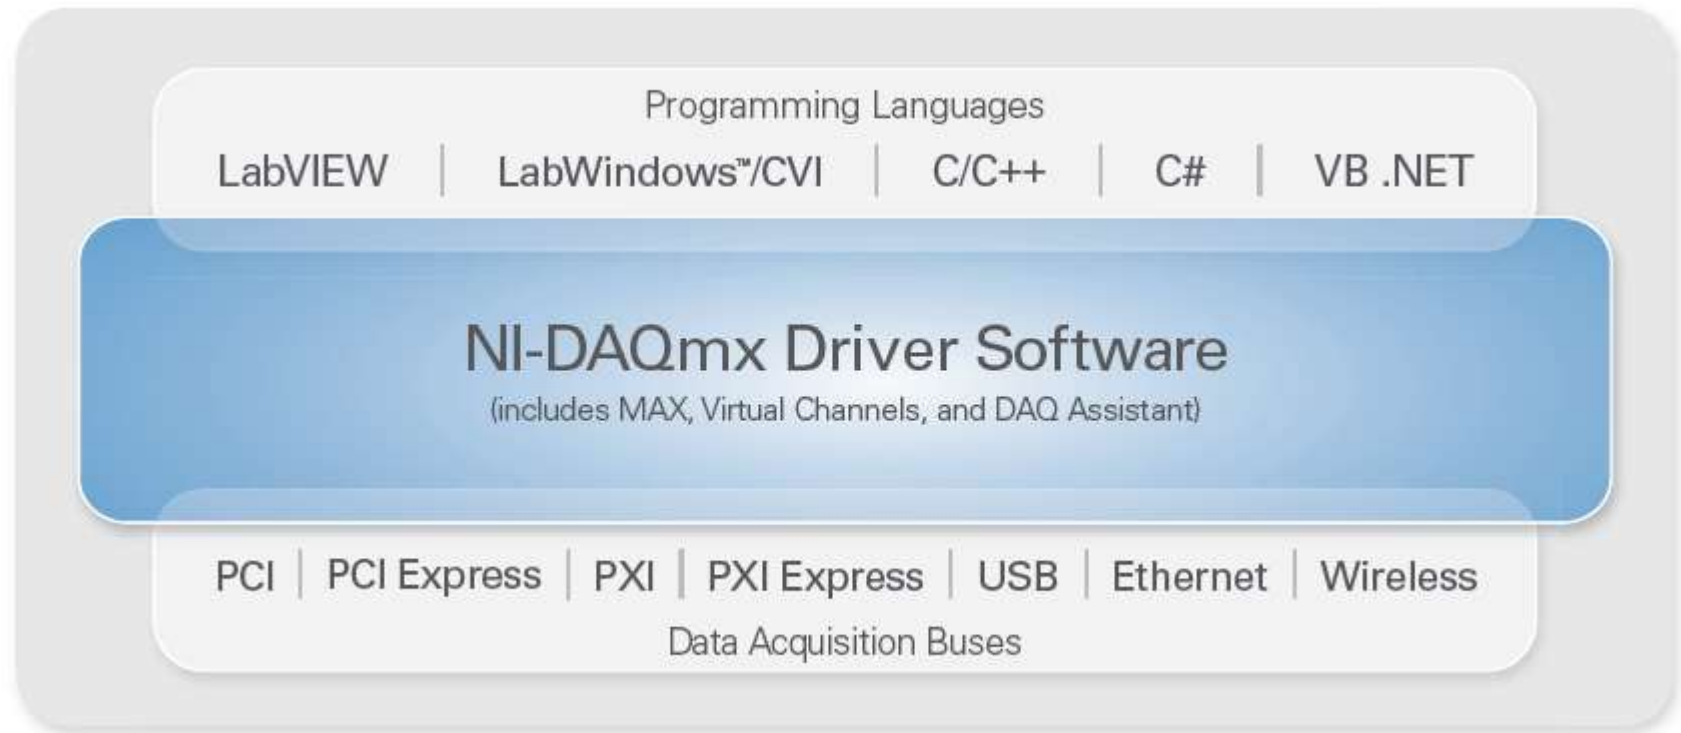 Programming Languages
LabVIEW | LabWindows™/CVI | C/C++ | C# | VB .NET
NI-DAQmx Driver Software
(includes MAX, Virtual Channels, and DAQ Assistant)
PCI | PCI Express | PXI | PXI Express | USB | Ethernet | Wireless
Data Acquisition Buses